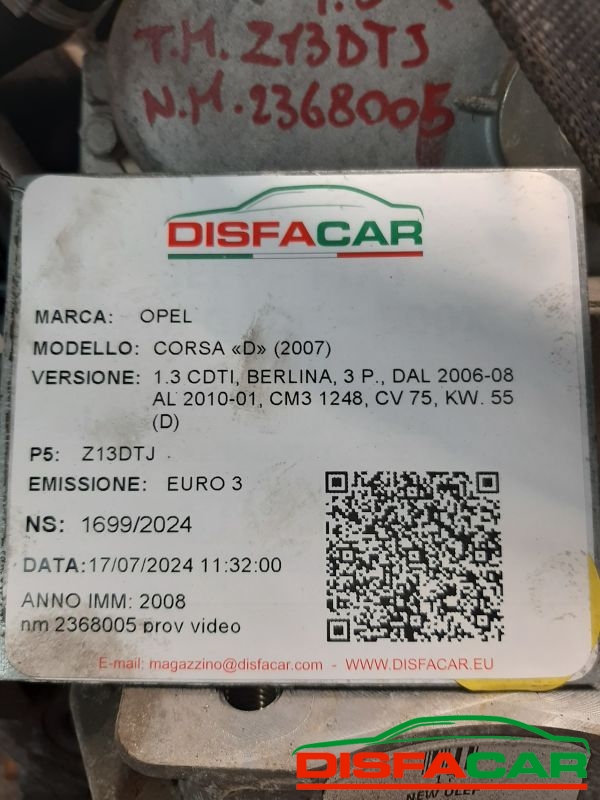 T.M. Z13DTJ
N.M. 2368005
DISFACAR
MARCA: OPEL
MODELLO: CORSA «D» (2007)
VERSIONE: 1.3 CDTI, BERLINA, 3 P., DAL 2006-08
AL 2010-01, CM3 1248, CV 75, KW. 55
(D)
P5: Z13DTJ
EMISSIONE: EURO 3
NS: 1699/2024
DATA:17/07/2024 11:32:00
ANNO IMM: 2008
nm 2368005 prov video
E-mail: magazzino@disfacar.com - WWW.DISFACAR.EU
DISFACAR